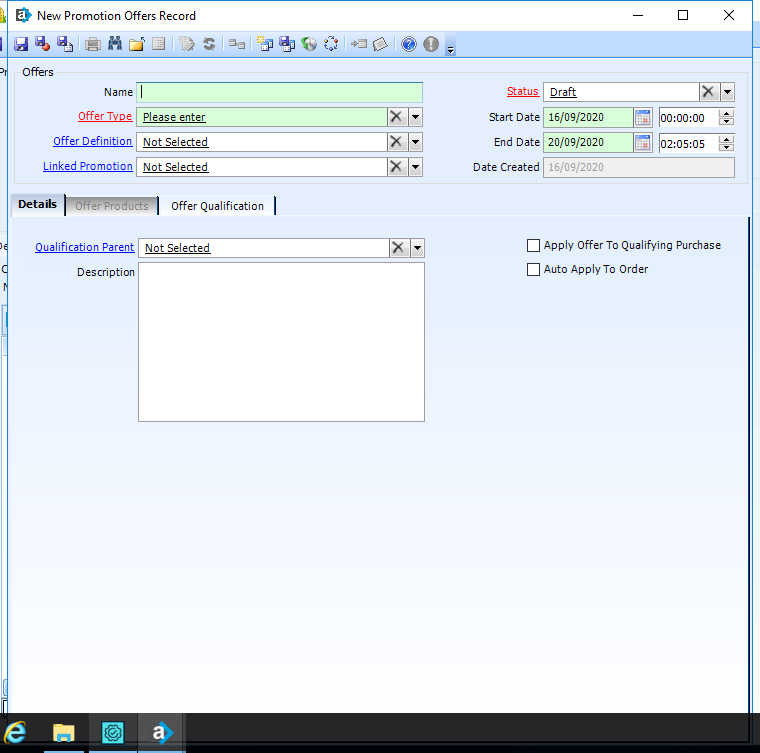 New Promotion Offers Record
Offers
Name
Status Draft
Offer Type Please enter
Start Date 16/09/2020 00:00:00
Offer Definition Not Selected
End Date 20/09/2020 02:05:05
Linked Promotion Not Selected
Date Created 16/09/2020
Details Offer Products Offer Qualification
Qualification Parent Not Selected
Apply Offer To Qualifying Purchase
Description
Auto Apply To Order